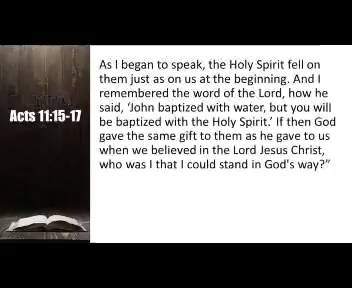 Acts 11:15-17
As I began to speak, the Holy Spirit fell on
them just as on us at the beginning. And I
remembered the word of the Lord, how he
said, ‘John baptized with water, but you will
be baptized with the Holy Spirit.’ If then God
gave the same gift to them as he gave to us
when we believed in the Lord Jesus Christ,
who was I that I could stand in God's way?”